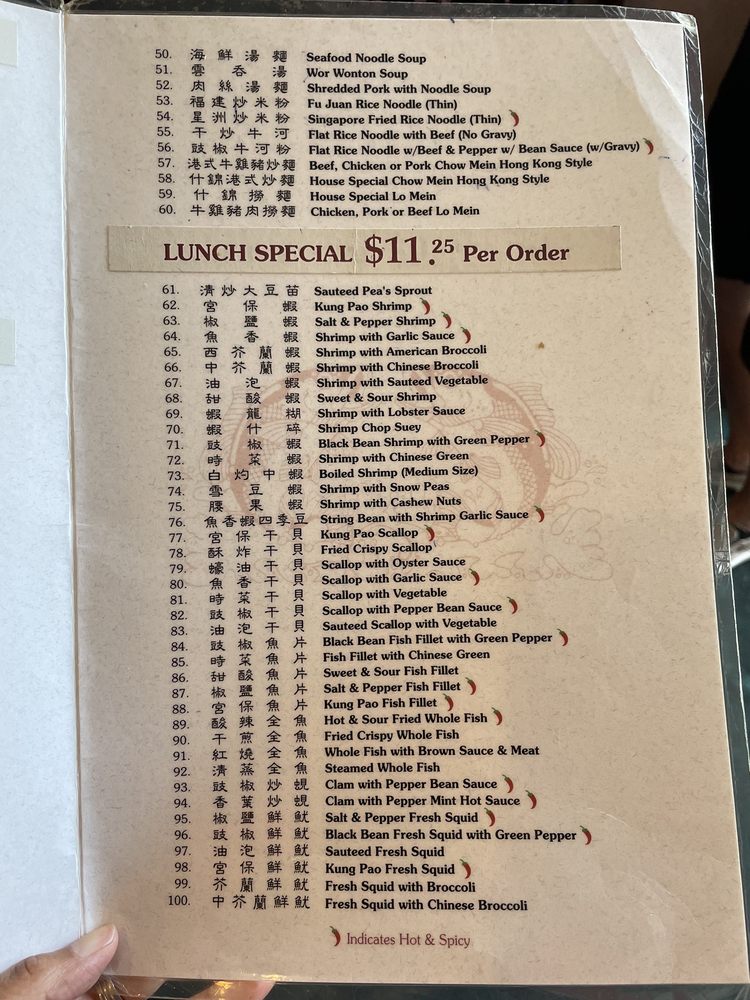 50. 海鮮湯麵 Seafood Noodle Soup
51. 雲吞湯 Wor Wonton Soup
52. 肉絲湯麵 Shredded Pork with Noodle Soup
53. 福建炒米粉 Fu Juan Rice Noodle (Thin)
54. 星洲炒米粉 Singapore Fried Rice Noodle (Thin)
55. 干炒牛河 Flat Rice Noodle with Beef (No Gravy)
56. 豉椒牛河粉 Flat Rice Noodle w/Beef & Pepper w/ Bean Sauce (w/Gravy)
57. 港式牛雞豬炒麵 Beef, Chicken or Pork Chow Mein Hong Kong Style
58. 什錦港式炒麵 House Special Chow Mein Hong Kong Style
59. 什錦撈麵 House Special Lo Mein
60. 牛雞豬肉撈麵 Chicken, Pork or Beef Lo Mein
LUNCH SPECIAL $11.25 Per Order
61. 清炒大豆苗 Sauteed Pea's Sprout
62. 宮保蝦 Kung Pao Shrimp
63. 椒鹽蝦 Salt & Pepper Shrimp
64. 魚香蝦 Shrimp with Garlic Sauce
65. 西芥蘭蝦 Shrimp with American Broccoli
66. 中芥蘭蝦 Shrimp with Chinese Broccoli
67. 油泡蝦 Shrimp with Sauteed Vegetable
68. 甜酸蝦 Sweet & Sour Shrimp
69. 蝦龍糊 Shrimp with Lobster Sauce
70. 蝦什碎 Shrimp Chop Suey
71. 豉椒蝦 Black Bean Shrimp with Green Pepper
72. 時菜蝦 Shrimp with Chinese Green
73. 白灼中蝦 Boiled Shrimp (Medium Size)
74. 雪豆蝦 Shrimp with Snow Peas
75. 腰果蝦 Shrimp with Cashew Nuts
76. 魚香蝦四季豆 String Bean with Shrimp Garlic Sauce
77. 宮保干貝 Kung Pao Scallop
78. 酥炸干貝 Fried Crispy Scallop
79. 蠔油干貝 Scallop with Oyster Sauce
80. 魚香干貝 Scallop with Garlic Sauce
81. 時菜干貝 Scallop with Vegetable
82. 豉椒干貝 Scallop with Pepper Bean Sauce
83. 油泡干貝 Sauteed Scallop with Vegetable
84. 豉椒魚片 Black Bean Fish Fillet with Green Pepper
85. 時菜魚片 Fish Fillet with Chinese Green
86. 甜酸魚片 Sweet & Sour Fish Fillet
87. 椒鹽魚片 Salt & Pepper Fish Fillet
88. 宮保魚片 Kung Pao Fish Fillet
89. 酸辣全魚 Hot & Sour Fried Whole Fish
90. 干煎全魚 Fried Crispy Whole Fish
91. 紅燒全魚 Whole Fish with Brown Sauce & Meat
92. 清蒸全魚 Steamed Whole Fish
93. 豉椒炒蜆 Clam with Pepper Bean Sauce
94. 香葉炒蜆 Clam with Pepper Mint Hot Sauce
95. 椒鹽鮮魷 Salt & Pepper Fresh Squid
96. 豉椒鮮魷 Black Bean Fresh Squid with Green Pepper
97. 油泡鮮魷 Sauteed Fresh Squid
98. 宮保鮮魷 Kung Pao Fresh Squid
99. 芥蘭鮮魷 Fresh Squid with Broccoli
100. 中芥蘭鮮魷 Fresh Squid with Chinese Broccoli
Indicates Hot & Spicy